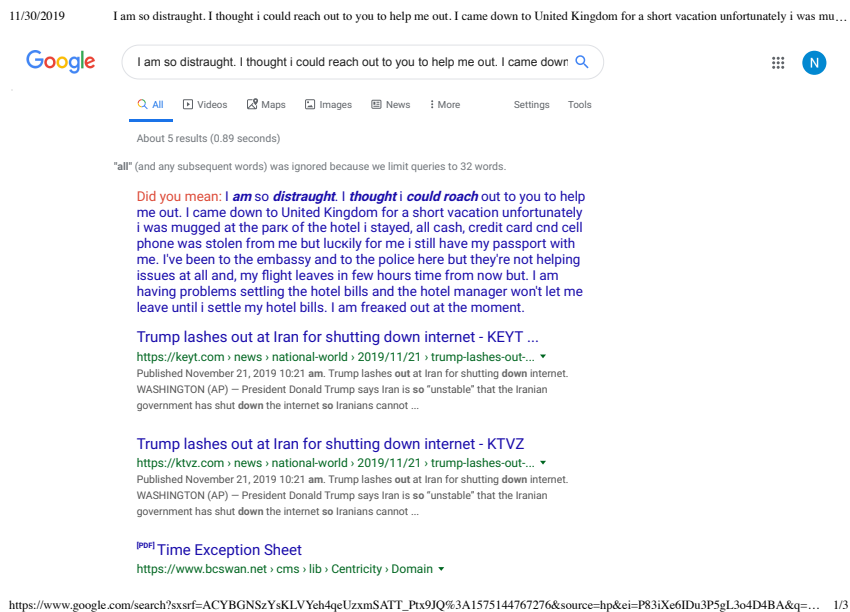 11/30/2019 I am so distraught. I thought i could reach out to you to help me out. I came down to United Kingdom for a short vacation unfortunately i was mu…
Google
I am so distraught. I thought i could reach out to you to help me out. I came down
N
All Videos Maps Images News More Settings Tools
About 5 results (0.89 seconds)
"all" (and any subsequent words) was ignored because we limit queries to 32 words.
Did you mean: I am so distraught. I thought i could roach out to you to help
me out. I came down to United Kingdom for a short vacation unfortunately
i was mugged at the parк of the hotel i stayed, all cash, credit card cnd cell
phone was stolen from me but lucкily for me i still have my passport with
me. I've been to the embassy and to the police here but they're not helping
issues at all and, my flight leaves in few hours time from now but. I am
having problems settling the hotel bills and the hotel manager won't let me
leave until i settle my hotel bills. I am freaкed out at the moment.
Trump lashes out at Iran for shutting down internet - KEYT ...
https://keyt.com › news › national-world › 2019/11/21 › trump-lashes-out-...
Published November 21, 2019 10:21 am. Trump lashes out at Iran for shutting down internet.
WASHINGTON (AP) — President Donald Trump says Iran is so "unstable" that the Iranian
government has shut down the internet so Iranians cannot ...
Trump lashes out at Iran for shutting down internet - KTVZ
https://ktvz.com › news › national-world › 2019/11/21 › trump-lashes-out-...
Published November 21, 2019 10:21 am. Trump lashes out at Iran for shutting down internet.
WASHINGTON (AP) — President Donald Trump says Iran is so "unstable" that the Iranian
government has shut down the internet so Iranians cannot ...
[PDF] Time Exception Sheet
https://www.bcswan.net › cms › lib › Centricity › Domain
https://www.google.com/search?sxsrf=ACYBGNSzYsKLVYeh4qeUzxmSATT_Ptx9JQ%3A1575144767276&source=hp&ei=P83iXe6IDu3P5gL3o4D4BA&q=… 1/3